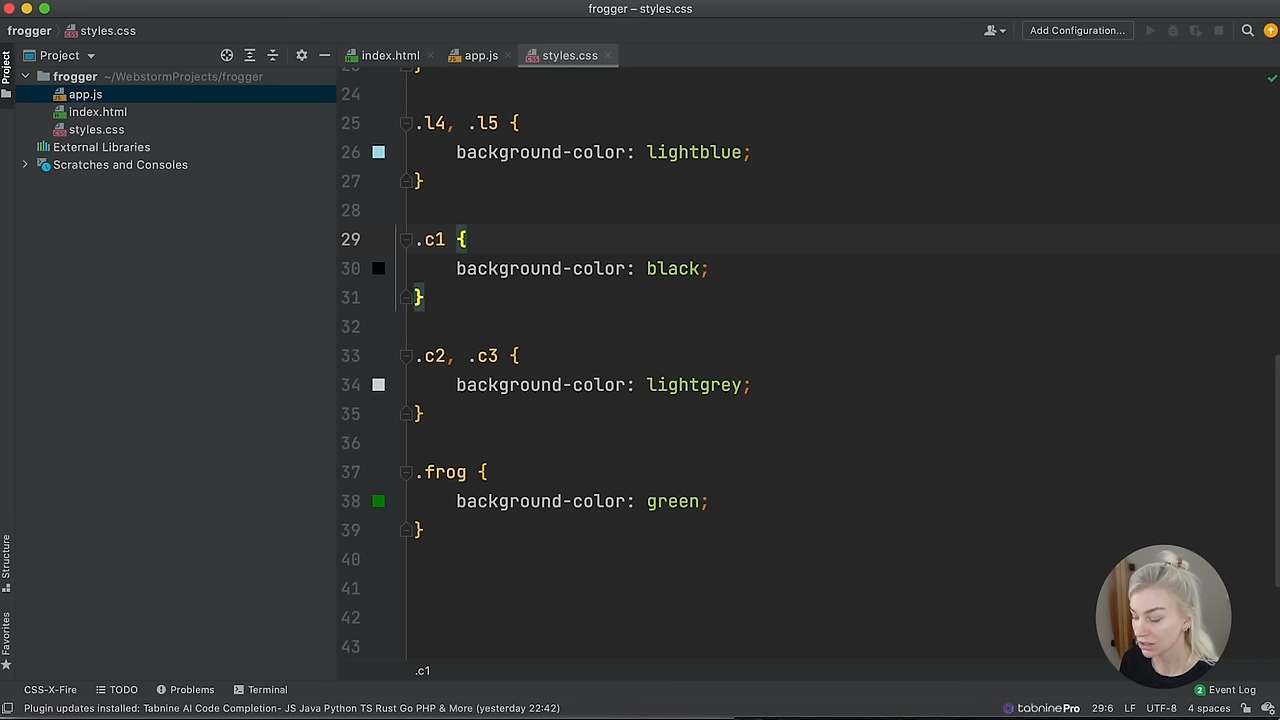 frogger – styles.css
frogger styles.css
Add Configuration...
Project
Project
index.html
app.js
styles.css
frogger ~/WebstormProjects/frogger
app.js
index.html
styles.css
External Libraries
Scratches and Consoles
24
25 .l4, .l5 {
26 background-color: lightblue;
27 }
28
29 .c1 {
30 background-color: black;
31 }
32
33 .c2, .c3 {
34 background-color: lightgrey;
35 }
36
37 .frog {
38 background-color: green;
39 }
40
41
42
43
Structure
Favorites
.c1
CSS-X-Fire TODO Problems Terminal 2 Event Log
Plugin updates installed: Tabnine AI Code Completion- JS Java Python TS Rust Go PHP & More (yesterday 22:42) tabnine Pro 29:6 LF UTF-8 4 spaces